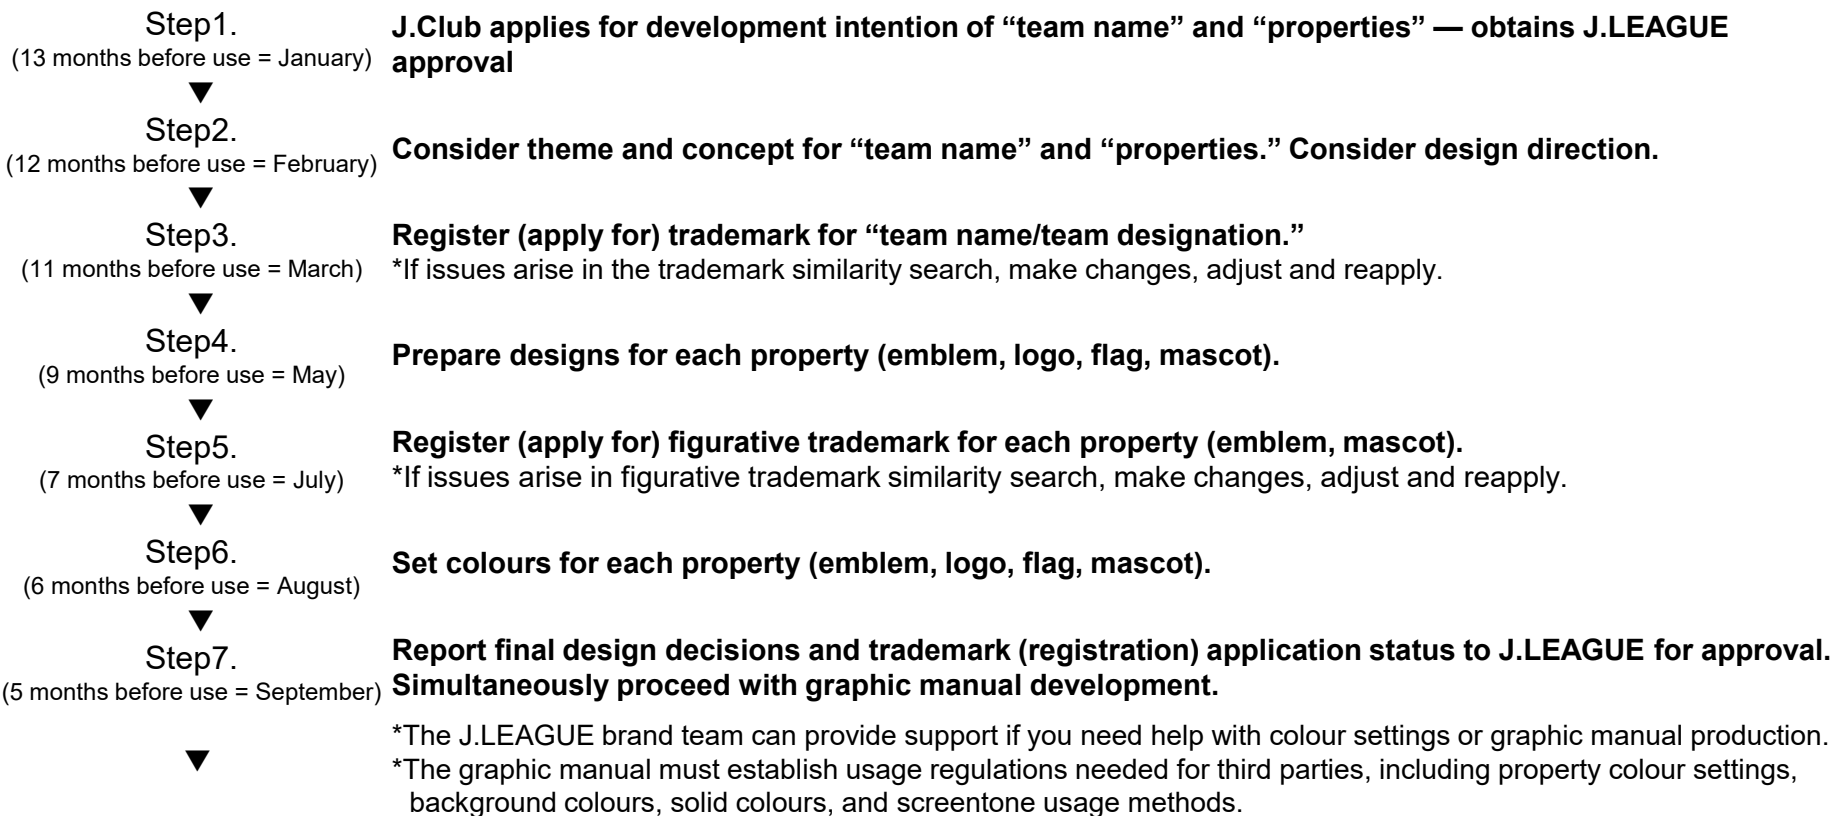 Step1.
(13 months before use = January)
J.Club applies for development intention of “team name” and “properties” — obtains J.LEAGUE
approval
▼
Step2.
(12 months before use = February)
Consider theme and concept for “team name” and “properties.” Consider design direction.
▼
Step3.
(11 months before use = March)
Register (apply for) trademark for “team name/team designation.”
*If issues arise in the trademark similarity search, make changes, adjust and reapply.
▼
Step4.
(9 months before use = May)
Prepare designs for each property (emblem, logo, flag, mascot).
▼
Step5.
(7 months before use = July)
Register (apply for) figurative trademark for each property (emblem, mascot).
*If issues arise in figurative trademark similarity search, make changes, adjust and reapply.
▼
Step6.
(6 months before use = August)
Set colours for each property (emblem, logo, flag, mascot).
▼
Step7.
(5 months before use = September)
Report final design decisions and trademark (registration) application status to J.LEAGUE for approval.
Simultaneously proceed with graphic manual development.
*The J.LEAGUE brand team can provide support if you need help with colour settings or graphic manual production.
*The graphic manual must establish usage regulations needed for third parties, including property colour settings,
background colours, solid colours, and screentone usage methods.
▼